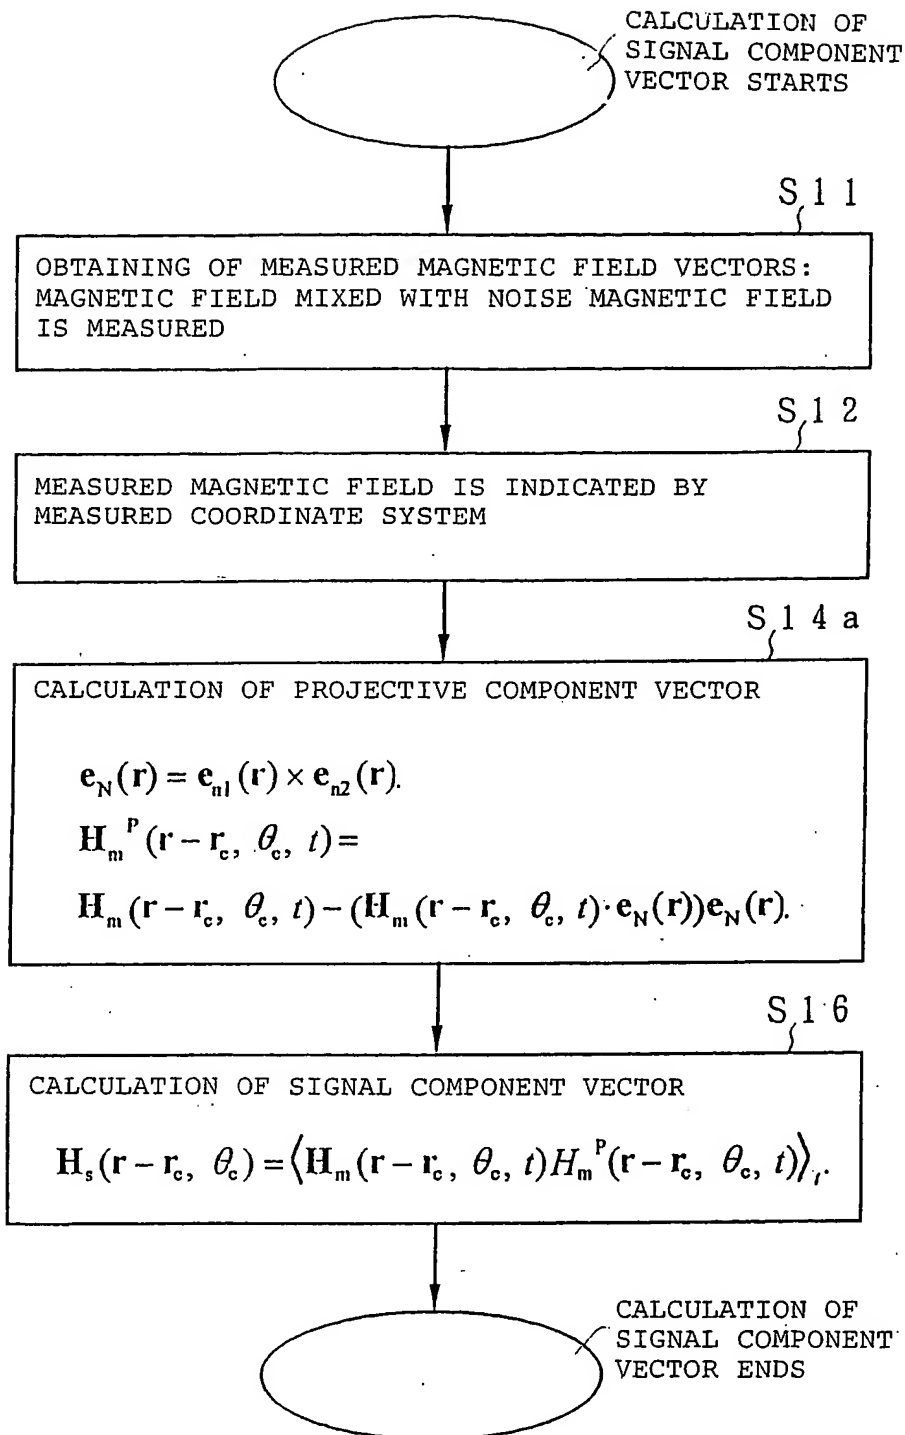 CALCULATION OF
SIGNAL COMPONENT
VECTOR STARTS
S11
OBTAINING OF MEASURED MAGNETIC FIELD VECTORS:
MAGNETIC FIELD MIXED WITH NOISE MAGNETIC FIELD
IS MEASURED
S12
MEASURED MAGNETIC FIELD IS INDICATED BY
MEASURED COORDINATE SYSTEM
S14a
CALCULATION OF PROJECTIVE COMPONENT VECTOR
e_N(r) = e_n1(r) × e_n2(r).
H_m^P(r − r_c, θ_c, t) =
H_m(r − r_c, θ_c, t) − (H_m(r − r_c, θ_c, t) · e_N(r))e_N(r).
S16
CALCULATION OF SIGNAL COMPONENT VECTOR
H_s(r − r_c, θ_c) = ⟨H_m(r − r_c, θ_c, t)H_m^P(r − r_c, θ_c, t)⟩_t.
CALCULATION OF
SIGNAL COMPONENT
VECTOR ENDS